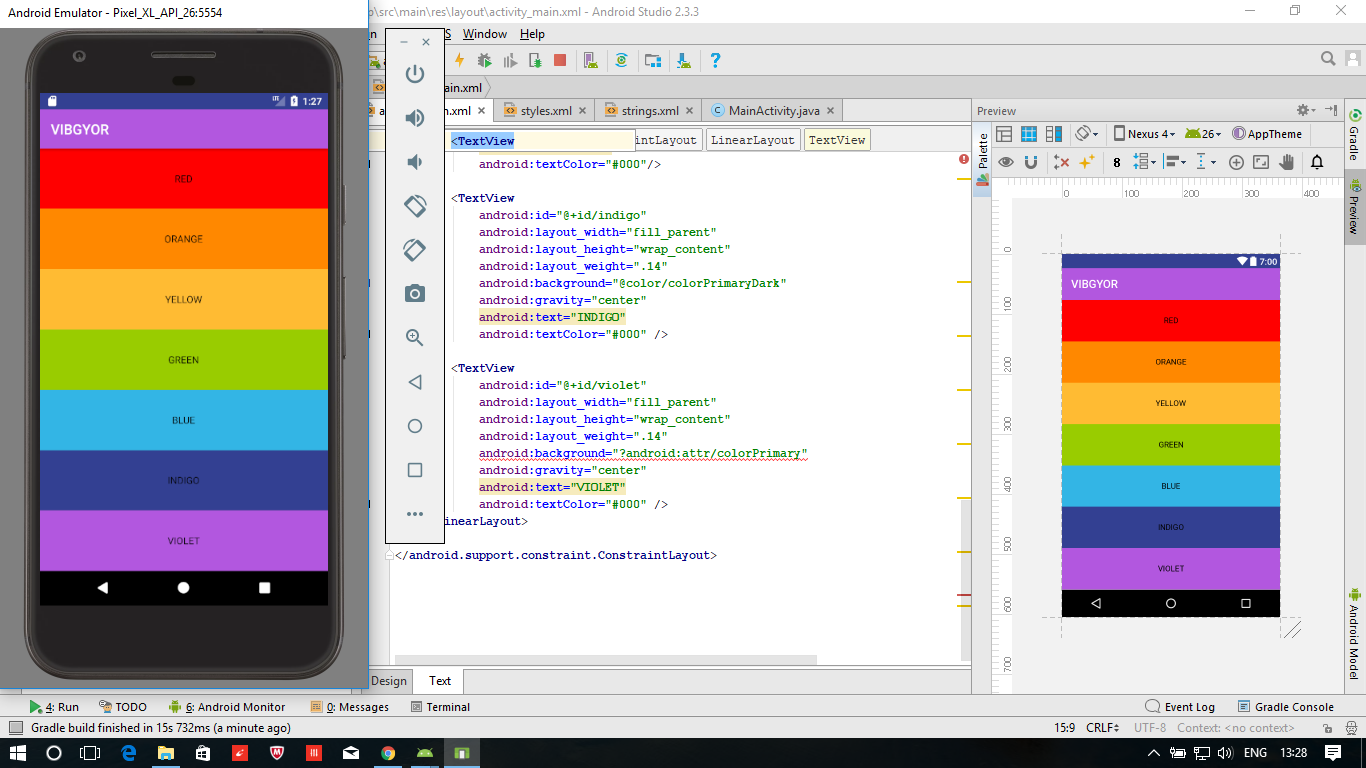 Android Emulator - Pixel_XL_API_26:5554
1:27
VIBGYOR
RED
ORANGE
YELLOW
GREEN
BLUE
INDIGO
VIOLET
\src\main\res\layout\activity_main.xml - Android Studio 2.3.3
Window Help
ain.xml
n.xml styles.xml strings.xml MainActivity.java
<TextView intLayout LinearLayout TextView
android:textColor="#000"/>
<TextView
android:id="@+id/indigo"
android:layout_width="fill_parent"
android:layout_height="wrap_content"
android:layout_weight=".14"
android:background="@color/colorPrimaryDark"
android:gravity="center"
android:text="INDIGO"
android:textColor="#000" />
<TextView
android:id="@+id/violet"
android:layout_width="fill_parent"
android:layout_height="wrap_content"
android:layout_weight=".14"
android:background="?android:attr/colorPrimary"
android:gravity="center"
android:text="VIOLET"
android:textColor="#000" />
inearLayout>
</android.support.constraint.ConstraintLayout>
Design Text
Preview
Palette
Nexus 4 26 AppTheme
8
0 100 200 300 400
0
100
200
300
400
500
600
700
7:00
VIBGYOR
RED
ORANGE
YELLOW
GREEN
BLUE
INDIGO
VIOLET
Gradle
Preview
Android Model
4: Run TODO 6: Android Monitor 0: Messages Terminal Event Log Gradle Console
Gradle build finished in 15s 732ms (a minute ago) 15:9 CRLF UTF-8 Context: <no context>
ENG 13:28